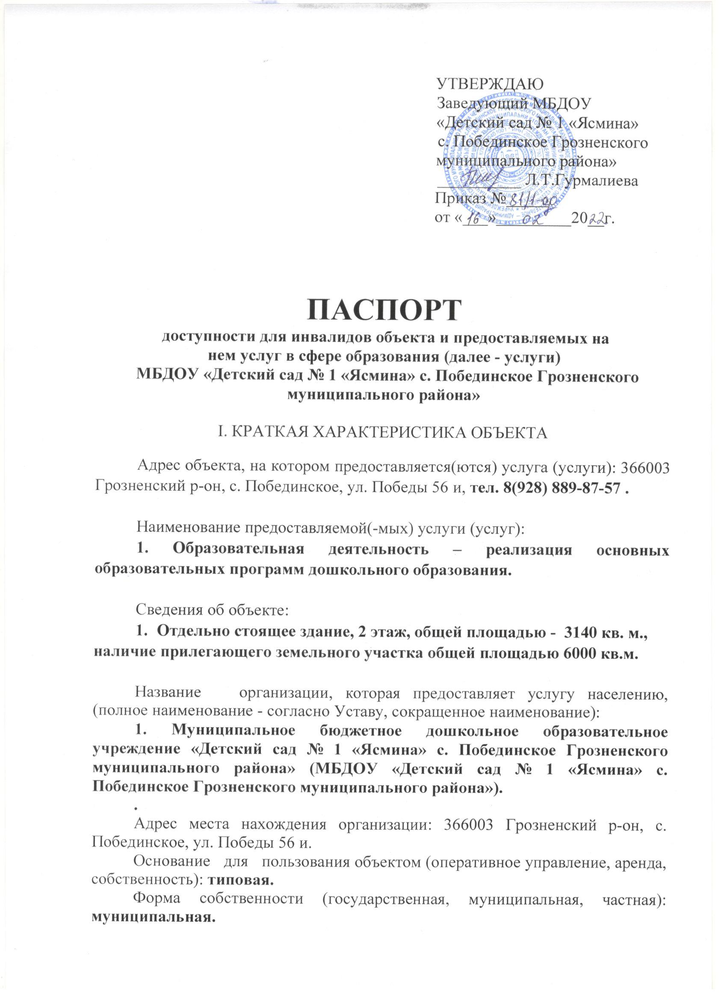 УТВЕРЖДАЮ
Заведующий МБДОУ
«Детский сад № 1 «Ясмина»
с. Побединское Грозненского
муниципального района»
Л.Т.Гурмалиева
Приказ № 81/1-од
от « 16 » 02 2022г.
ПАСПОРТ
доступности для инвалидов объекта и предоставляемых на
нем услуг в сфере образования (далее - услуги)
МБДОУ «Детский сад № 1 «Ясмина» с. Побединское Грозненского
муниципального района»
I. КРАТКАЯ ХАРАКТЕРИСТИКА ОБЪЕКТА
Адрес объекта, на котором предоставляется(ются) услуга (услуги): 366003
Грозненский р-он, с. Побединское, ул. Победы 56 и, тел. 8(928) 889-87-57 .
Наименование предоставляемой(-мых) услуги (услуг):
1. Образовательная деятельность – реализация основных
образовательных программ дошкольного образования.
Сведения об объекте:
1. Отдельно стоящее здание, 2 этаж, общей площадью - 3140 кв. м.,
наличие прилегающего земельного участка общей площадью 6000 кв.м.
Название организации, которая предоставляет услугу населению,
(полное наименование - согласно Уставу, сокращенное наименование):
1. Муниципальное бюджетное дошкольное образовательное
учреждение «Детский сад № 1 «Ясмина» с. Побединское Грозненского
муниципального района» (МБДОУ «Детский сад № 1 «Ясмина» с.
Побединское Грозненского муниципального района»).
.
Адрес места нахождения организации: 366003 Грозненский р-он, с.
Побединское, ул. Победы 56 и.
Основание для пользования объектом (оперативное управление, аренда,
собственность): типовая.
Форма собственности (государственная, муниципальная, частная):
муниципальная.